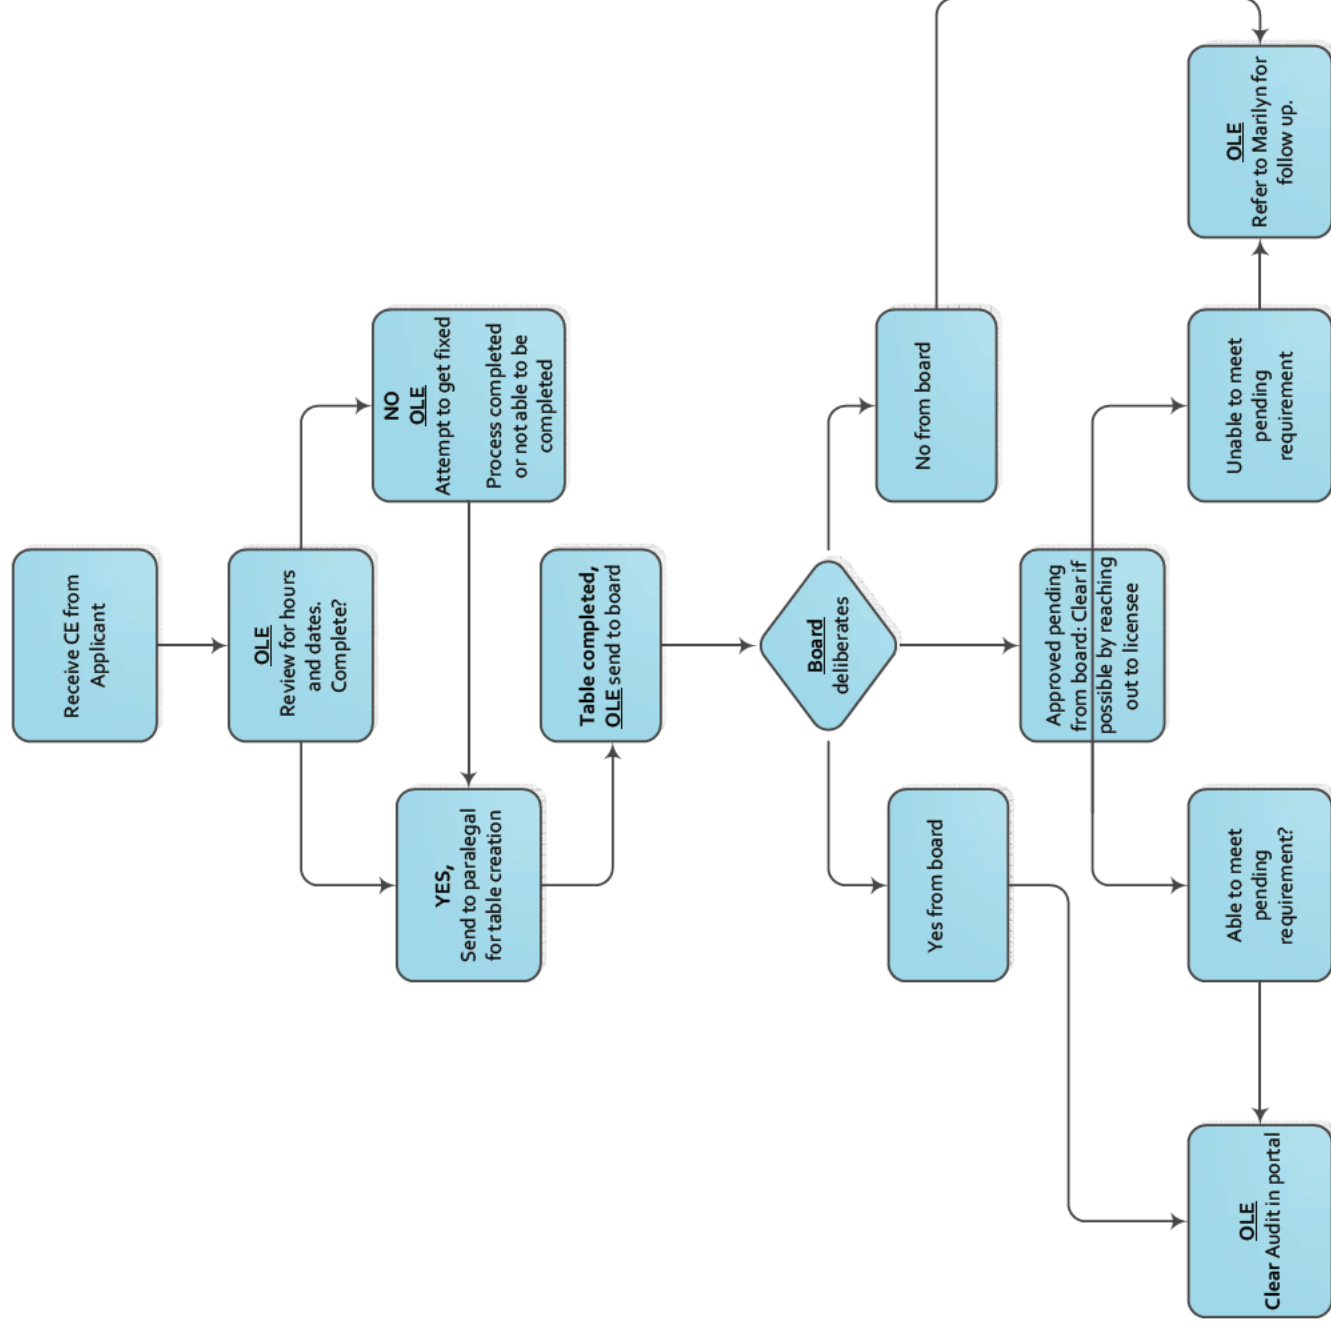 Receive CE from
Applicant
OLE
Review for hours
and dates.
Complete?
NO
OLE
Attempt to get fixed
Process completed
or not able to be
completed
YES,
Send to paralegal
for table creation
Table completed,
OLE send to board
Board
deliberates
No from board
Yes from board
Approved pending
from board: Clear if
possible by reaching
out to licensee
OLE
Refer to Marilyn for
follow up.
Unable to meet
pending
requirement
Able to meet
pending
requirement?
OLE
Clear Audit in portal